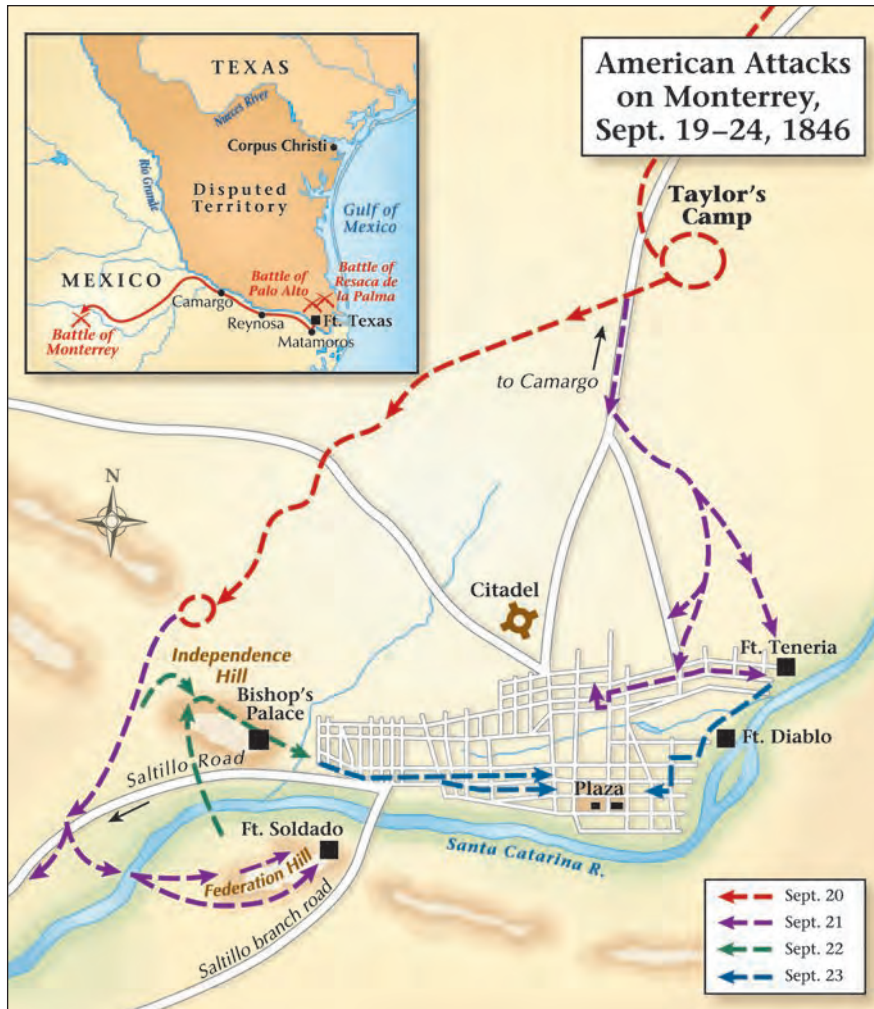 American Attacks
on Monterrey,
Sept. 19–24, 1846
TEXAS
Nueces River
Corpus Christi
Rio Grande
Disputed
Territory
Gulf of
Mexico
MEXICO
Battle of
Palo Alto
Battle of
Resaca de
la Palma
Camargo
Ft. Texas
Reynosa
Matamoros
Battle of
Monterrey
Taylor's
Camp
to Camargo
N
Citadel
Independence
Hill
Bishop's
Palace
Ft. Teneria
Ft. Diablo
Saltillo Road
Plaza
Ft. Soldado
Federation Hill
Santa Catarina R.
Saltillo branch road
Sept. 20
Sept. 21
Sept. 22
Sept. 23